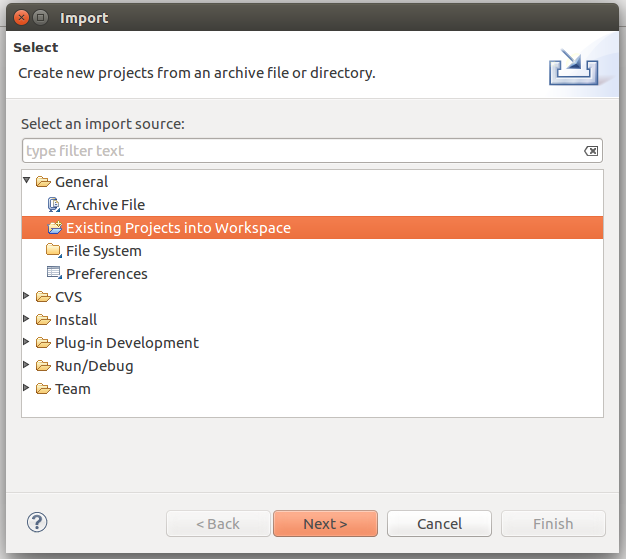 Import
Select
Create new projects from an archive file or directory.
Select an import source:
type filter text
General
Archive File
Existing Projects into Workspace
File System
Preferences
CVS
Install
Plug-in Development
Run/Debug
Team
? < Back Next > Cancel Finish